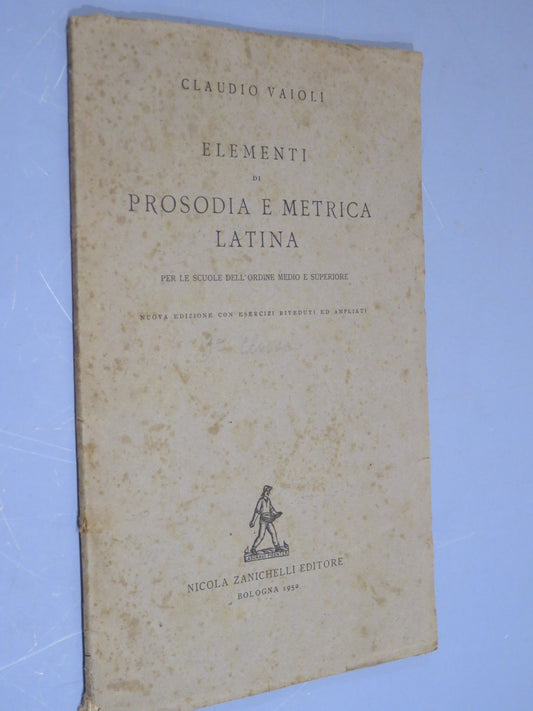 CLAUDIO VAIOLI
ELEMENTI
DI
PROSODIA E METRICA
LATINA
PER LE SCUOLE DELL'ORDINE MEDIO E SUPERIORE
NUOVA EDIZIONE CON ESERCIZI RIVEDUTI ED AMPLIATI
NICOLA ZANICHELLI EDITORE
BOLOGNA 1952